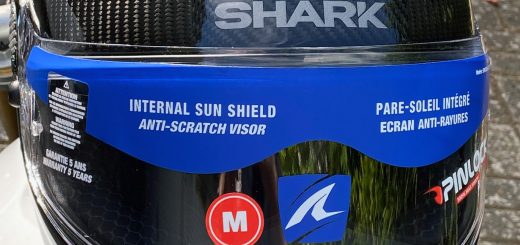 SHARK
INTERNAL SUN SHIELD
ANTI-SCRATCH VISOR
PARE-SOLEIL INTÉGRÉ
ECRAN ANTI-RAYURES
GARANTIE 5 ANS
WARRANTY 5 YEARS
M
PINLOCK